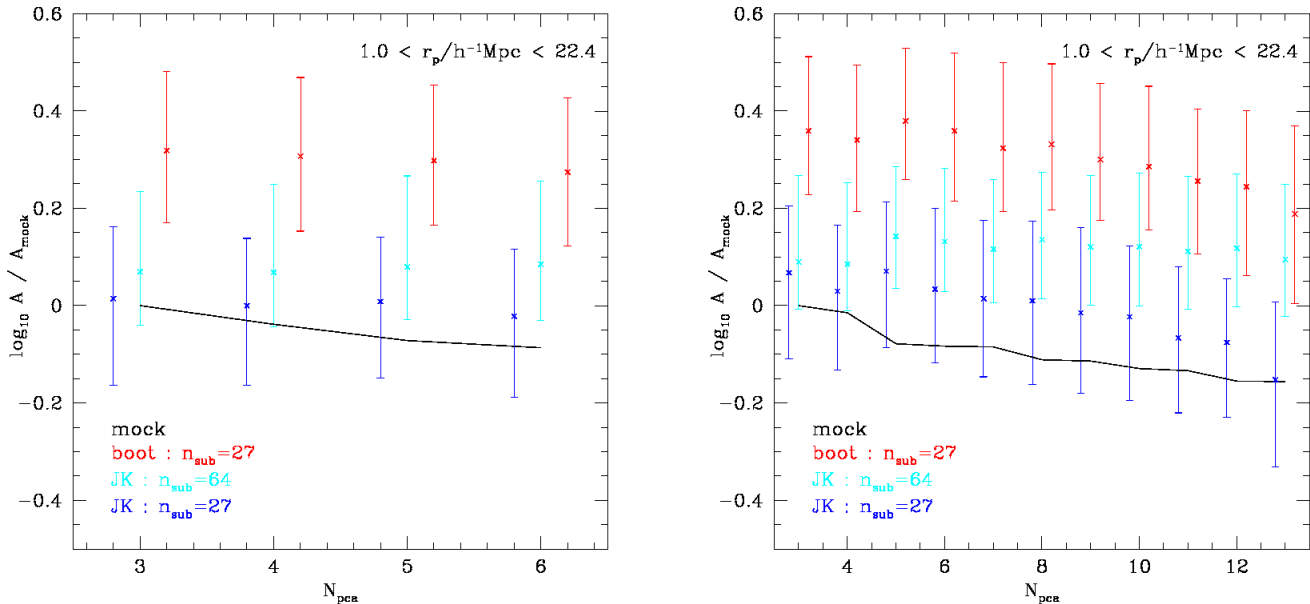 0.6
0.4
0.2
0
−0.2
−0.4
log₁₀ A / A_mock
1.0 < r_p/h⁻¹Mpc < 22.4
mock
boot : n_sub=27
JK : n_sub=64
JK : n_sub=27
3 4 5 6
N_pca
0.6
0.4
0.2
0
−0.2
−0.4
log₁₀ A / A_mock
1.0 < r_p/h⁻¹Mpc < 22.4
mock
boot : n_sub=27
JK : n_sub=64
JK : n_sub=27
4 6 8 10 12
N_pca